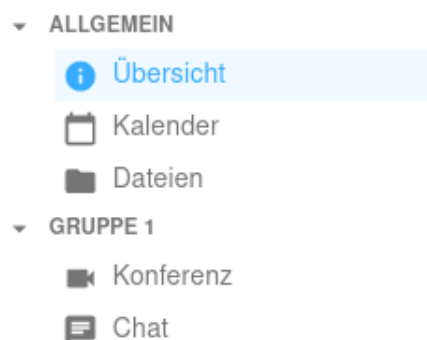 ALLGEMEIN
Übersicht
Kalender
Dateien
GRUPPE 1
Konferenz
Chat